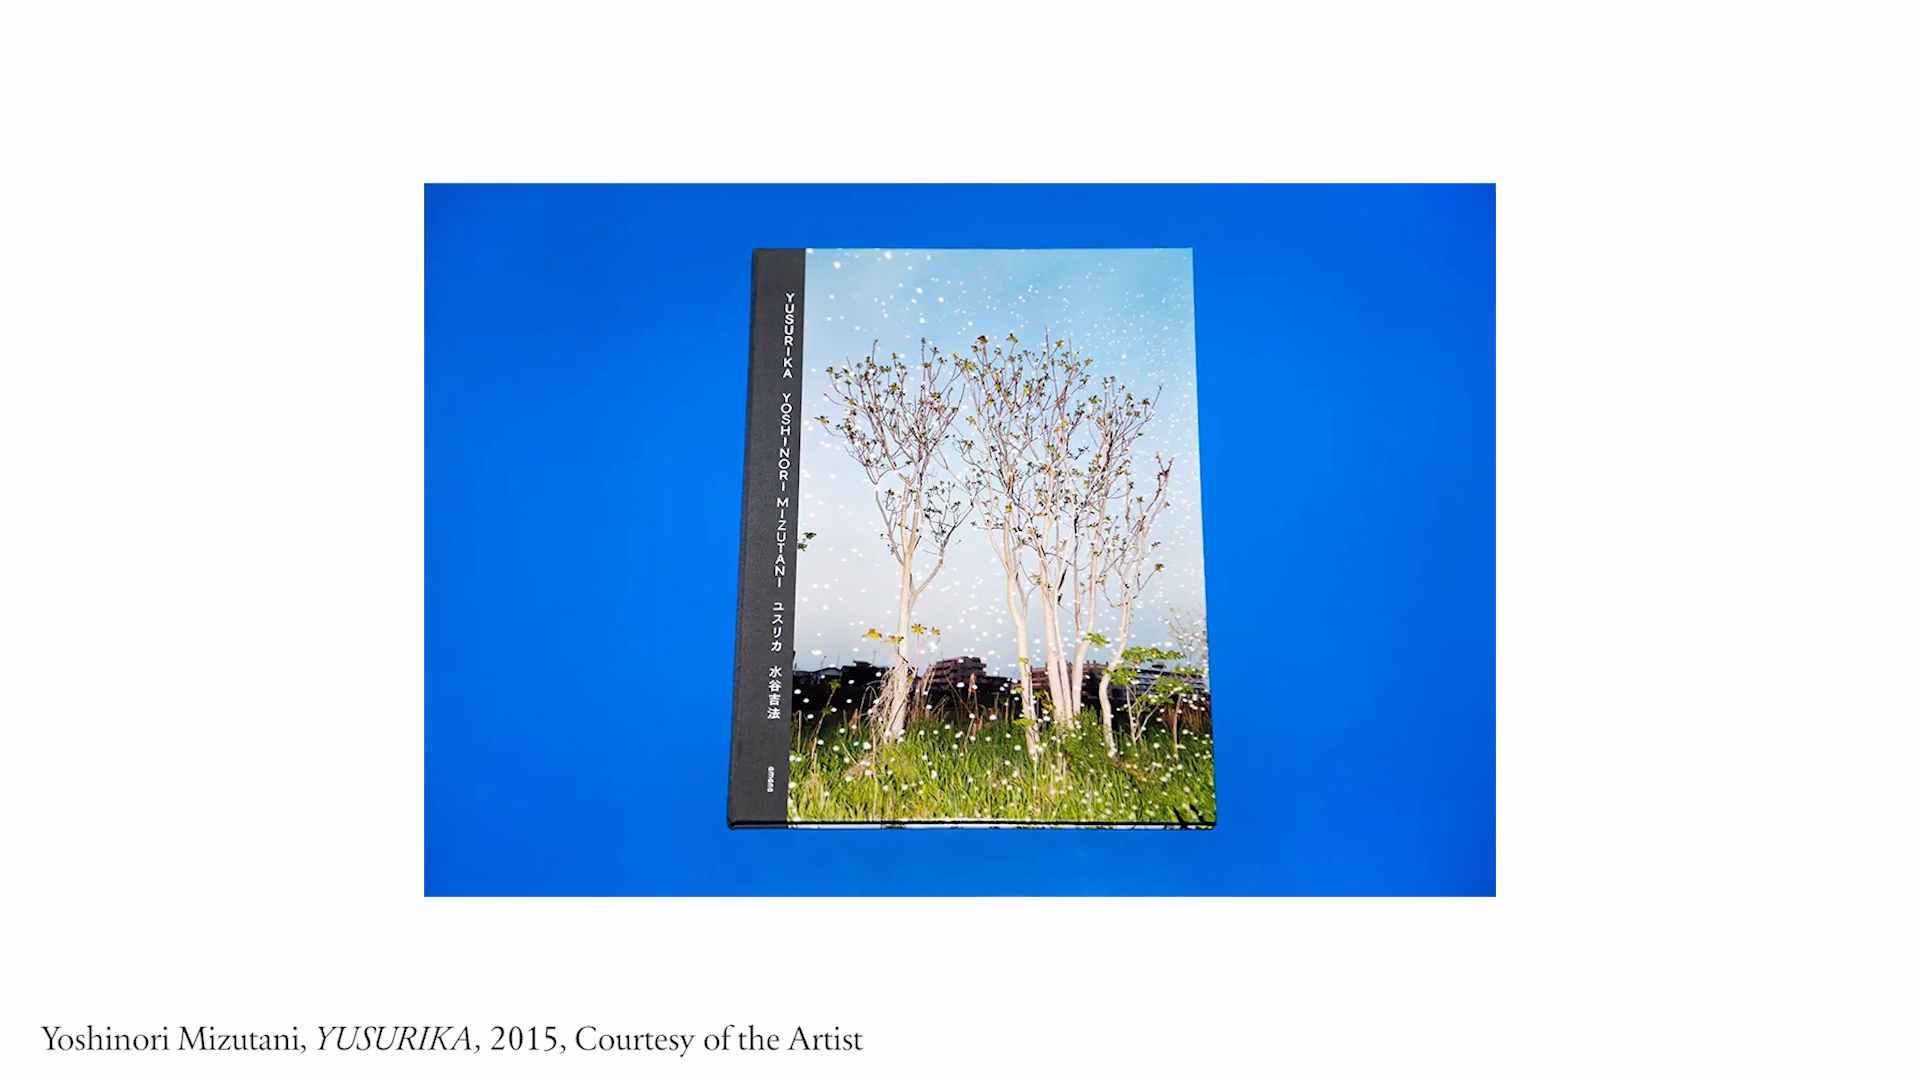 YUSURIKA YOSHINORI MIZUTANI ユスリカ 水谷吉法
amana
Yoshinori Mizutani, YUSURIKA, 2015, Courtesy of the Artist